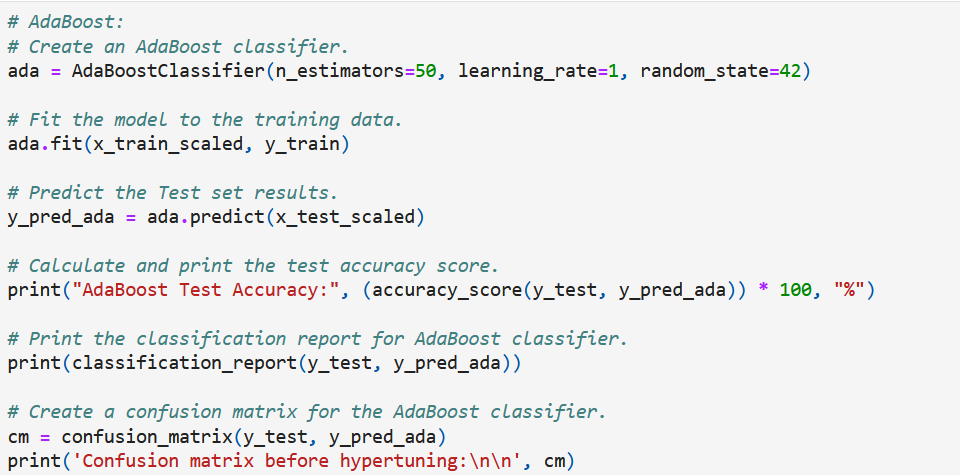 # AdaBoost:
# Create an AdaBoost classifier.
ada = AdaBoostClassifier(n_estimators=50, learning_rate=1, random_state=42)
# Fit the model to the training data.
ada.fit(x_train_scaled, y_train)
# Predict the Test set results.
y_pred_ada = ada.predict(x_test_scaled)
# Calculate and print the test accuracy score.
print("AdaBoost Test Accuracy:", (accuracy_score(y_test, y_pred_ada)) * 100, "%")
# Print the classification report for AdaBoost classifier.
print(classification_report(y_test, y_pred_ada))
# Create a confusion matrix for the AdaBoost classifier.
cm = confusion_matrix(y_test, y_pred_ada)
print('Confusion matrix before hypertuning:\n\n', cm)